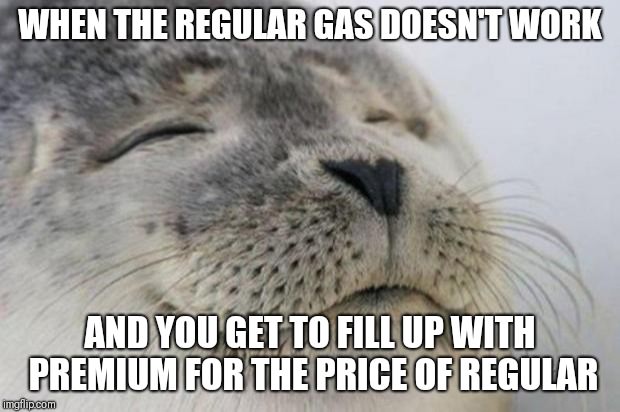 WHEN THE REGULAR GAS DOESN'T WORK
AND YOU GET TO FILL UP WITH
PREMIUM FOR THE PRICE OF REGULAR
imgflip.com